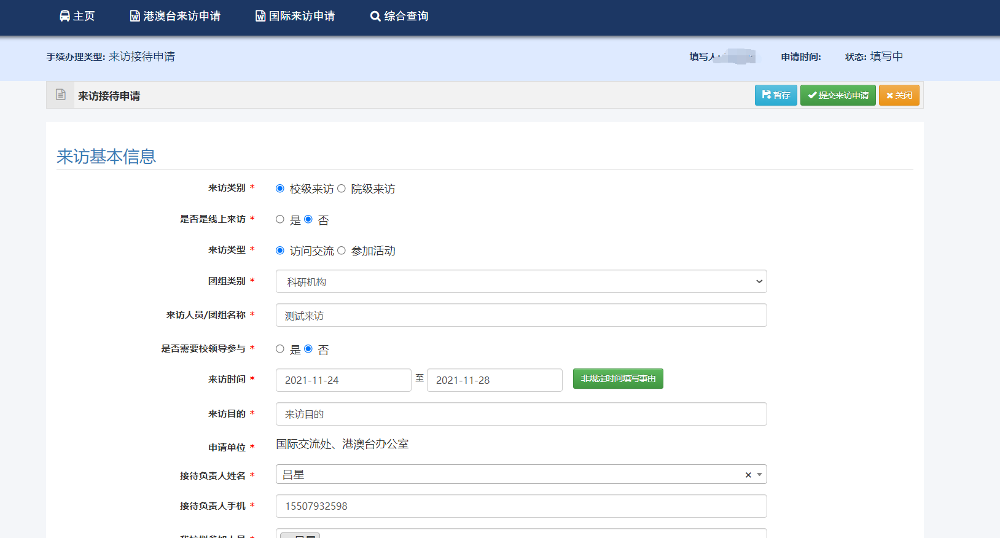 主页 港澳台来访申请 国际来访申请 综合查询
手续办理类型: 来访接待申请 填写人: 申请时间: 状态: 填写中
来访接待申请 暂存 提交来访申请 关闭
来访基本信息
来访类别 * 校级来访 院级来访
是否是线上来访 * 是 否
来访类型 * 访问交流 参加活动
团组类别 * 科研机构
来访人员/团组名称 * 测试来访
是否需要校领导参与 * 是 否
来访时间 * 2021-11-24 至 2021-11-28 非规定时间填写事由
来访目的 * 来访目的
申请单位 * 国际交流处、港澳台办公室
接待负责人姓名 * 吕星 ×
接待负责人手机 * 15507932598